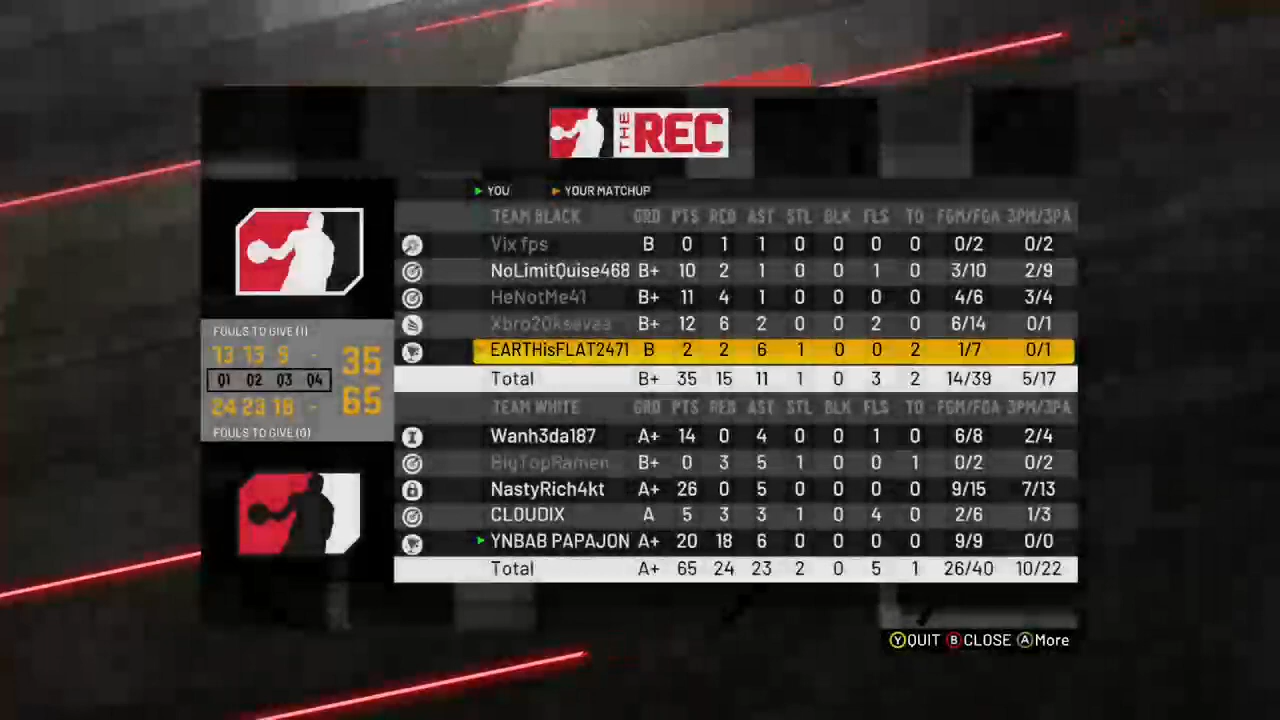 THE REC
YOU YOUR MATCHUP
TEAM BLACK GRD PTS REB AST STL BLK FLS TO FGM/FGA 3PM/3PA
Vix fps B 0 1 1 0 0 0 0 0/2 0/2
NoLimitQuise468 B+ 10 2 1 0 0 1 0 3/10 2/9
HeNotMe41 B+ 11 4 1 0 0 0 0 4/6 3/4
B+ 12 6 2 0 0 2 0 6/14 0/1
EARTHisFLAT2471 B 2 2 6 1 0 0 2 1/7 0/1
Total B+ 35 15 11 1 0 3 2 14/39 5/17
FOULS TO GIVE (1)
13 13 9 - 35
Q1 Q2 Q3 Q4
24 23 18 - 65
FOULS TO GIVE (0)
TEAM WHITE GRD PTS REB AST STL BLK FLS TO FGM/FGA 3PM/3PA
Wanh3da187 A+ 14 0 4 0 0 1 0 6/8 2/4
BigTopRamen B+ 0 3 5 1 0 0 1 0/2 0/2
NastyRich4kt A+ 26 0 5 0 0 0 0 9/15 7/13
CLOUDIX A 5 3 3 1 0 4 0 2/6 1/3
YNBAB PAPAJON A+ 20 18 6 0 0 0 0 9/9 0/0
Total A+ 65 24 23 2 0 5 1 26/40 10/22
Y QUIT B CLOSE A More